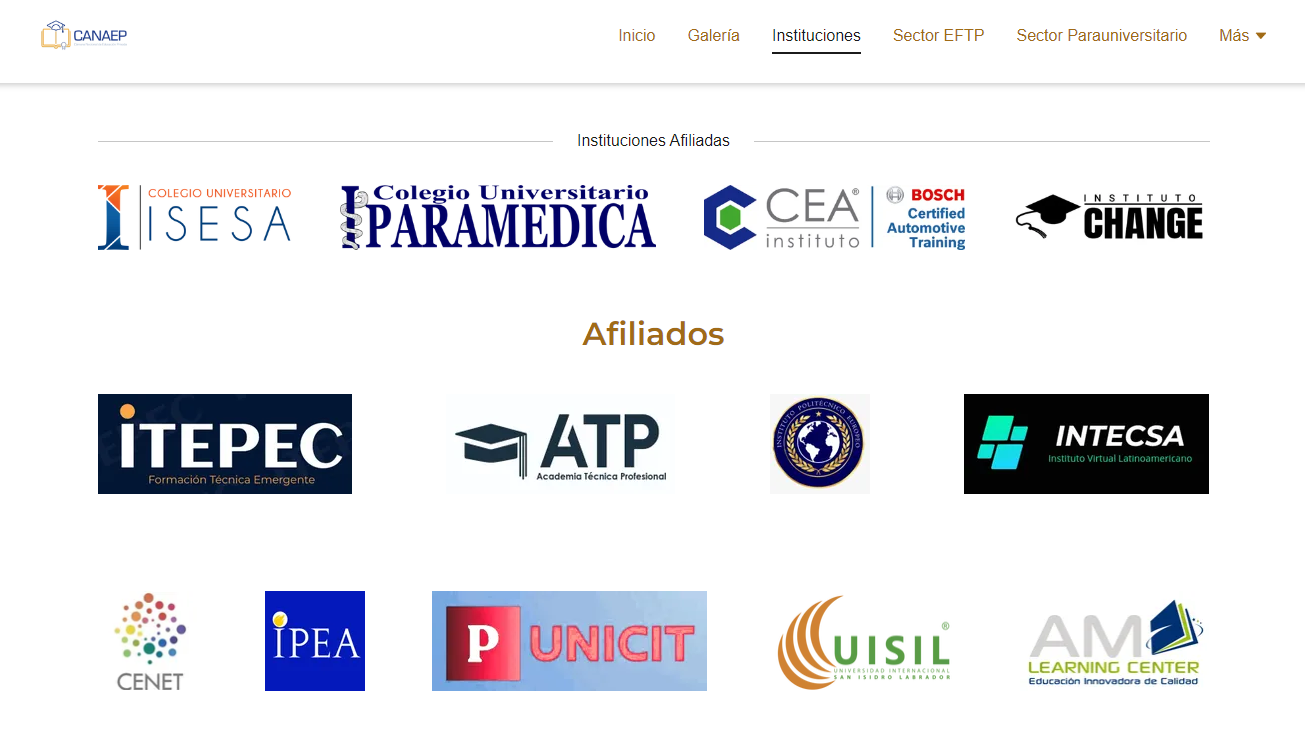 CANAEP
Inicio
Galería
Instituciones
Sector EFTP
Sector Parauniversitario
Más
Instituciones Afiliadas
COLEGIO UNIVERSITARIO
ISESA
Colegio Universitario
PARAMEDICA
CEA®
instituto
BOSCH
Certified
Automotive
Training
INSTITUTO
CHANGE
Afiliados
ITEPEC
Formación Técnica Emergente
ATP
Academia Técnica Profesional
INSTITUTO POLITÉCNICO EUROPEO
INTECSA
Instituto Virtual Latinoamericano
CENET
IPEA
P UNICIT
UISIL®
UNIVERSIDAD INTERNACIONAL
SAN ISIDRO LABRADOR
AM
LEARNING CENTER
Educación Innovadora de Calidad